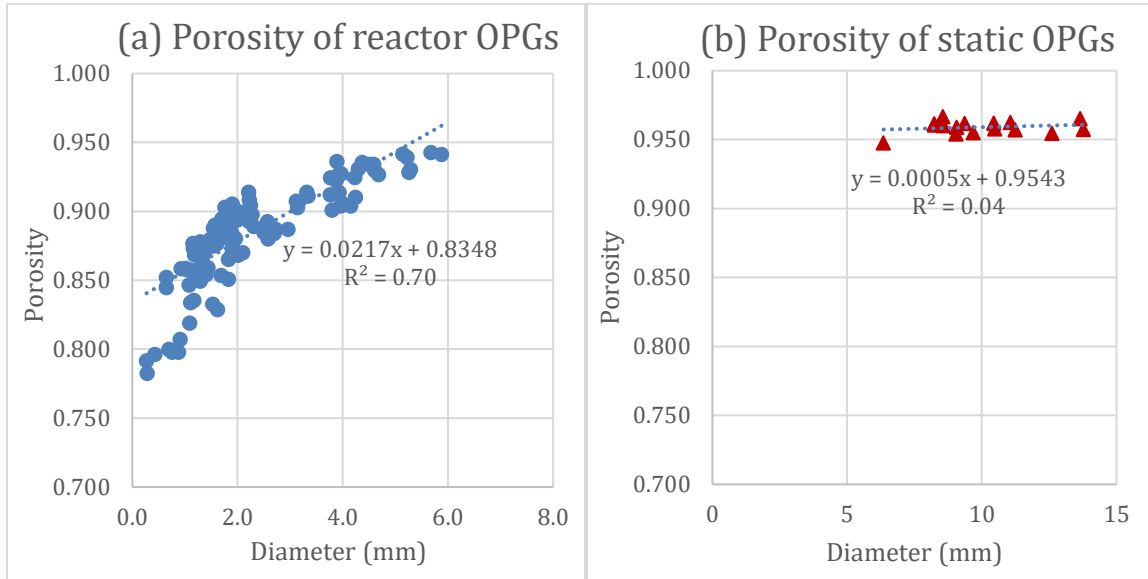 (a) Porosity of reactor OPGs
1.000
0.950
0.900
0.850
0.800
0.750
0.700
Porosity
y = 0.0217x + 0.8348
R² = 0.70
0.0 2.0 4.0 6.0 8.0
Diameter (mm)
(b) Porosity of static OPGs
1.000
0.950
0.900
0.850
0.800
0.750
0.700
Porosity
y = 0.0005x + 0.9543
R² = 0.04
0 5 10 15
Diameter (mm)